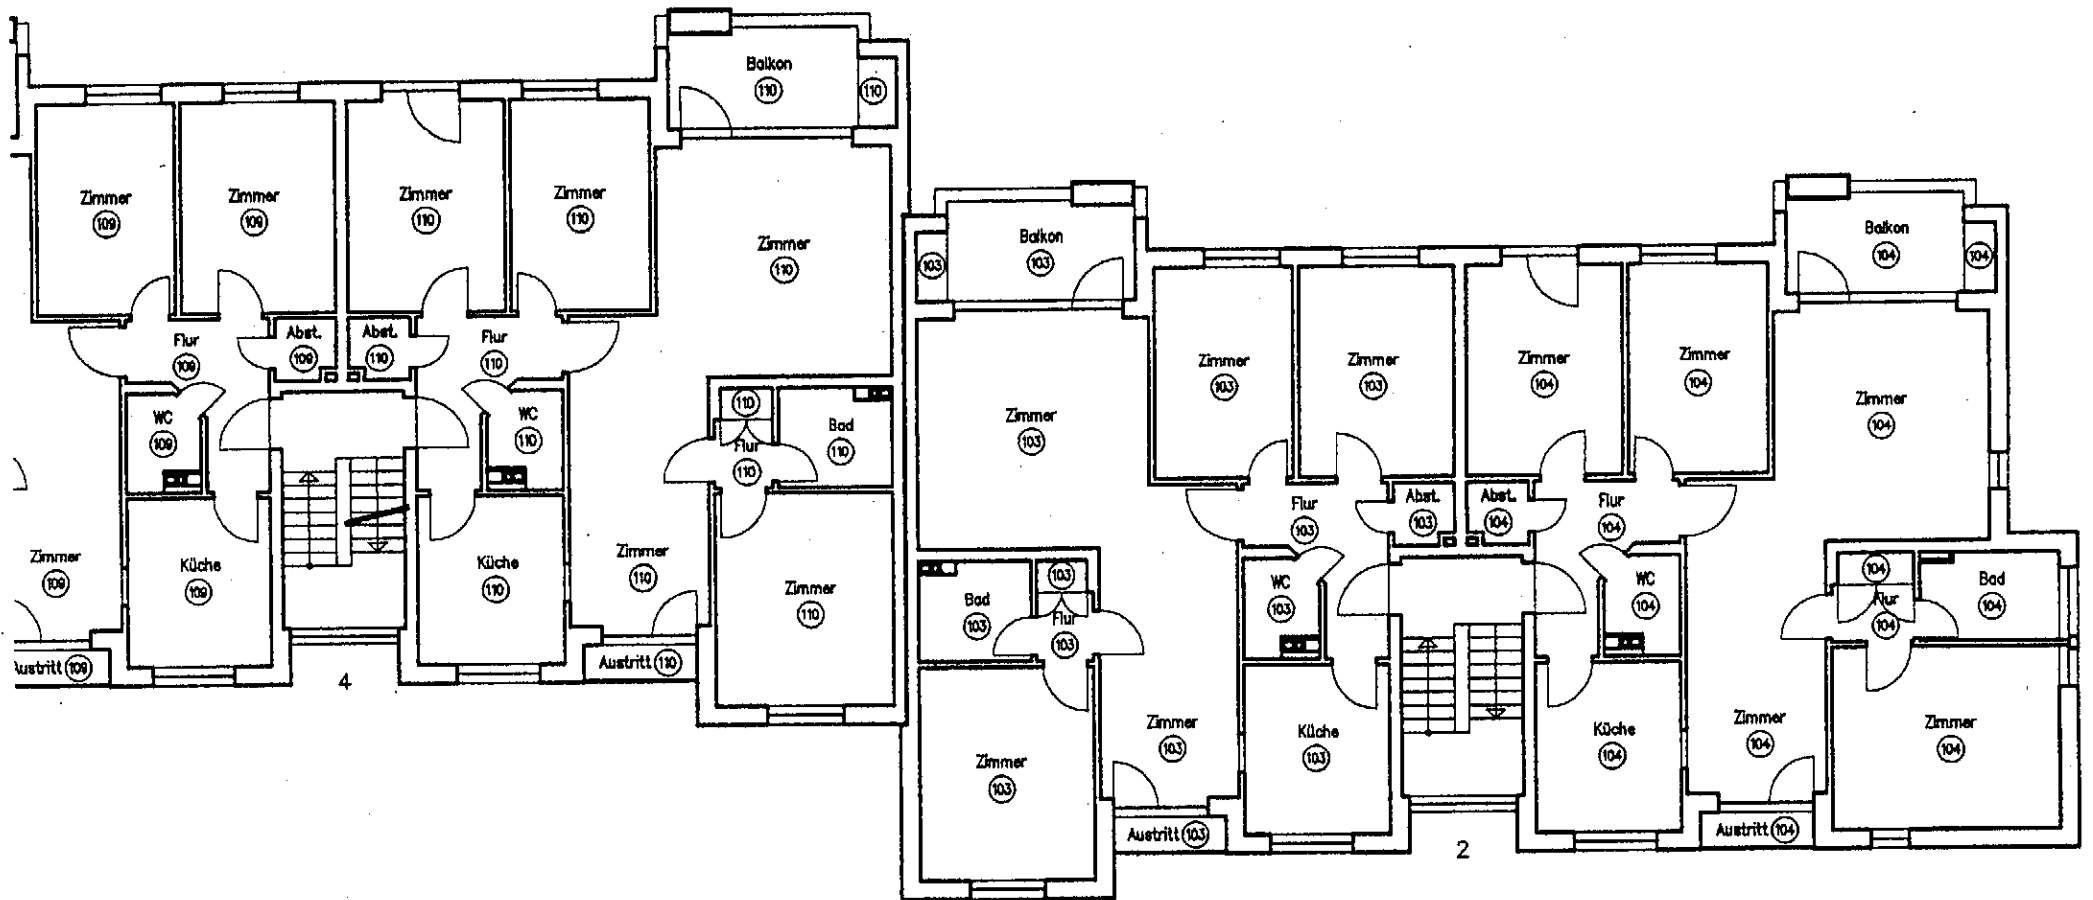 Balkon
110
110
Zimmer
109
Zimmer
109
Zimmer
110
Zimmer
110
Zimmer
110
Flur
109
Abst.
109
Abst.
110
Flur
110
WC
109
WC
110
110
Flur
110
Bad
110
Zimmer
109
Küche
109
Küche
110
Zimmer
110
Zimmer
110
Austritt 109
Austritt 110
4
103
Balkon
103
Balkon
104
104
Zimmer
103
Zimmer
103
Zimmer
103
Zimmer
104
Zimmer
104
Zimmer
104
Flur
103
Abst.
103
Abst.
104
Flur
104
Bad
103
103
Flur
103
WC
103
WC
104
104
Flur
104
Bad
104
Zimmer
103
Zimmer
103
Küche
103
Küche
104
Zimmer
104
Zimmer
104
Austritt 103
Austritt 104
2